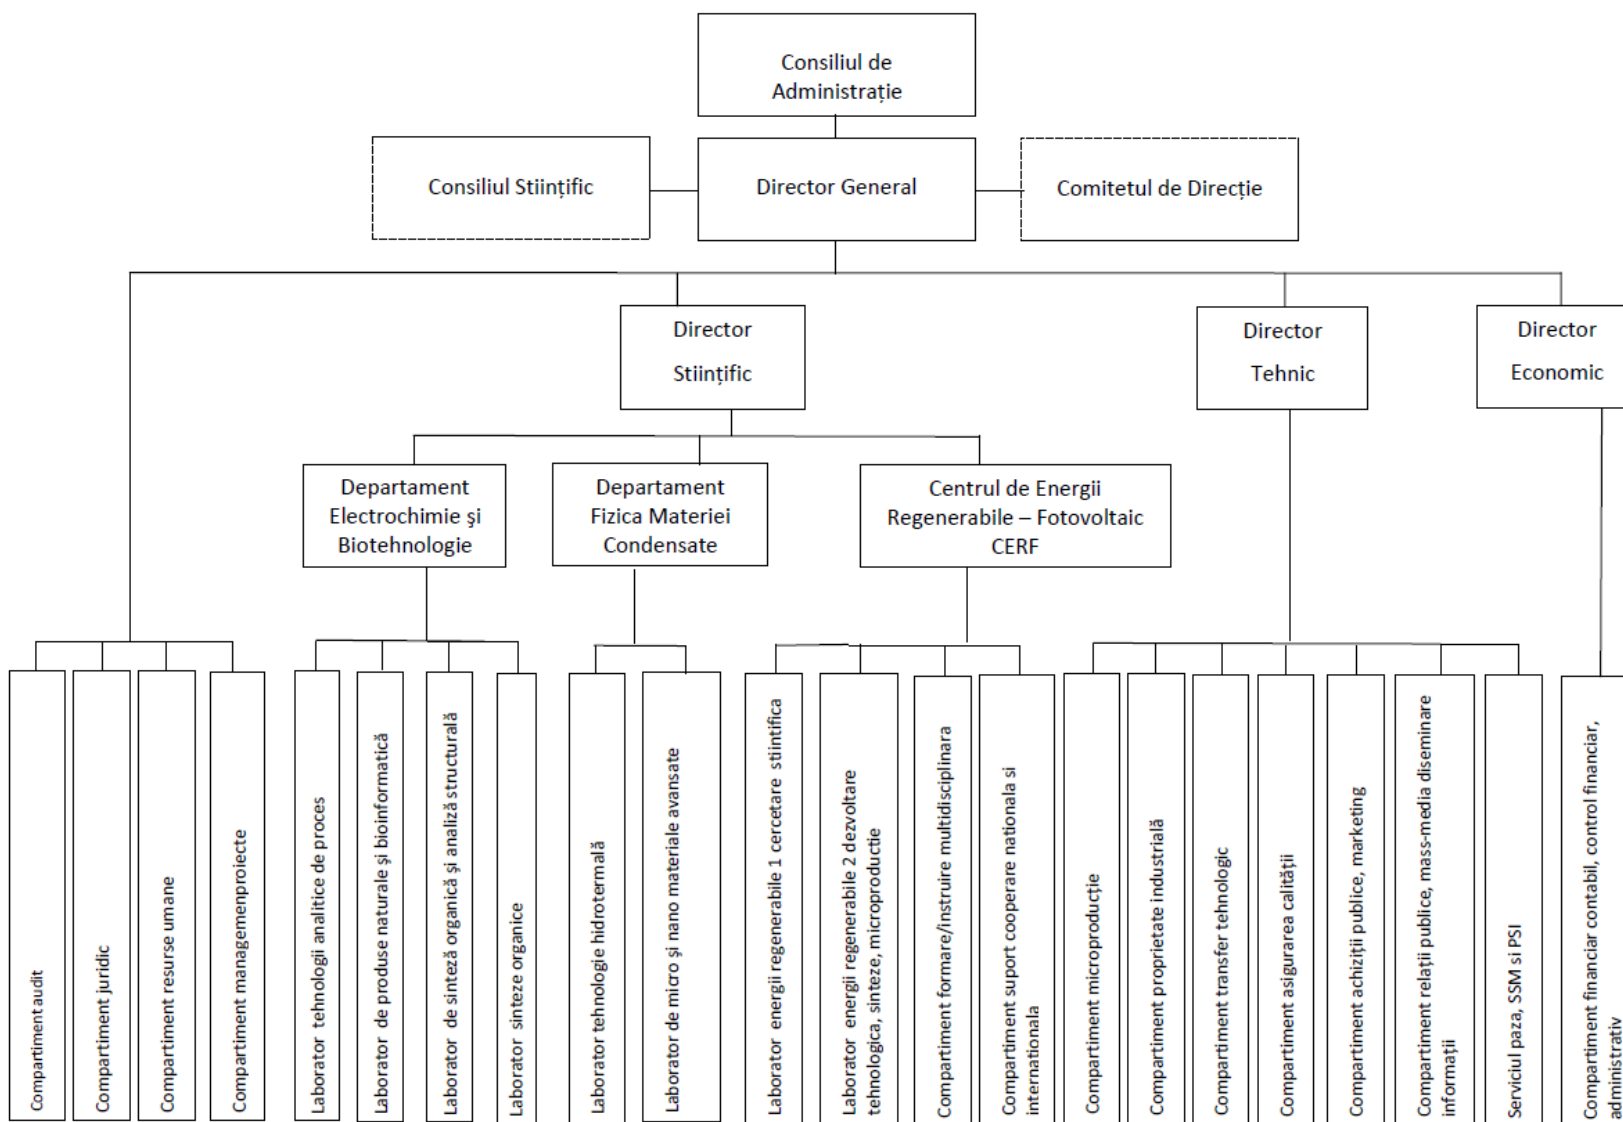 Consiliul de
Administrație
Consiliul Stiințific
Director General
Comitetul de Direcție
Director
Stiințific
Director
Tehnic
Director
Economic
Departament
Electrochimie şi
Biotehnologie
Departament
Fizica Materiei
Condensate
Centrul de Energii
Regenerabile – Fotovoltaic
CERF
Compartiment audit
Compartiment juridic
Compartiment resurse umane
Compartiment managemenproiecte
Laborator tehnologii analitice de proces
Laborator de produse naturale şi bioinformatică
Laborator de sinteză organică şi analiză structurală
Laborator sinteze organice
Laborator tehnologie hidrotermală
Laborator de micro şi nano materiale avansate
Laborator energii regenerabile 1 cercetare stiintifica
Laborator energii regenerabile 2 dezvoltare
tehnologica, sinteze, microproductie
Compartiment formare/instruire multidisciplinara
Compartiment suport cooperare nationala si
internationala
Compartiment microproducție
Compartiment proprietate industrială
Compartiment transfer tehnologic
Compartiment asigurarea calității
Compartiment achiziții publice, marketing
Compartiment relații publice, mass-media diseminare
informații
Serviciul paza, SSM si PSI
Compartiment financiar contabil, control financiar,
administrativ